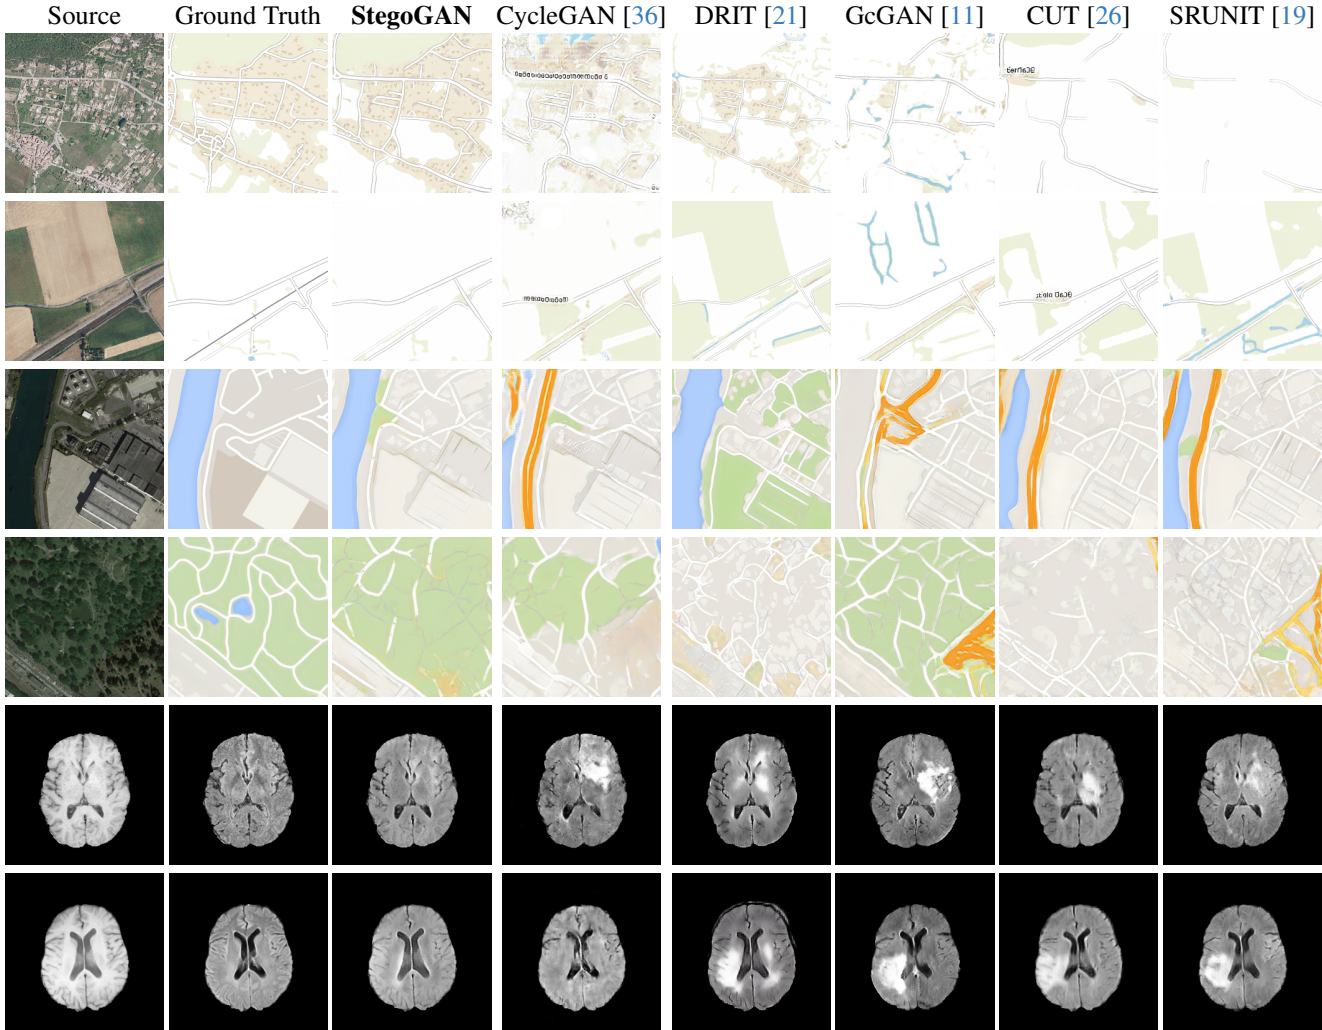 Source Ground Truth StegoGAN CycleGAN [36] DRIT [21] GcGAN [11] CUT [26] SRUNIT [19]